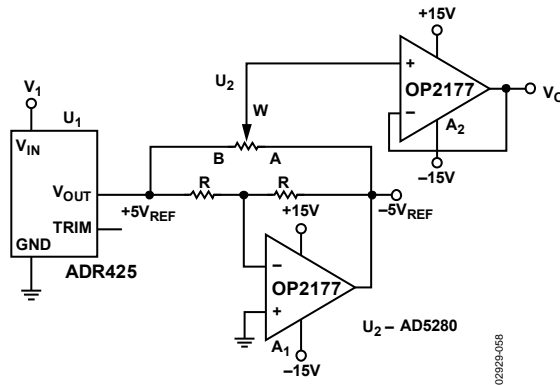 +15V
V1
U1
U2
+
OP2177
VO
VIN
W
–
A2
B
A
–15V
VOUT
R
R
+5VREF
–5VREF
+15V
TRIM
GND
–
OP2177
ADR425
+
U2 – AD5280
A1
–15V
02929-058